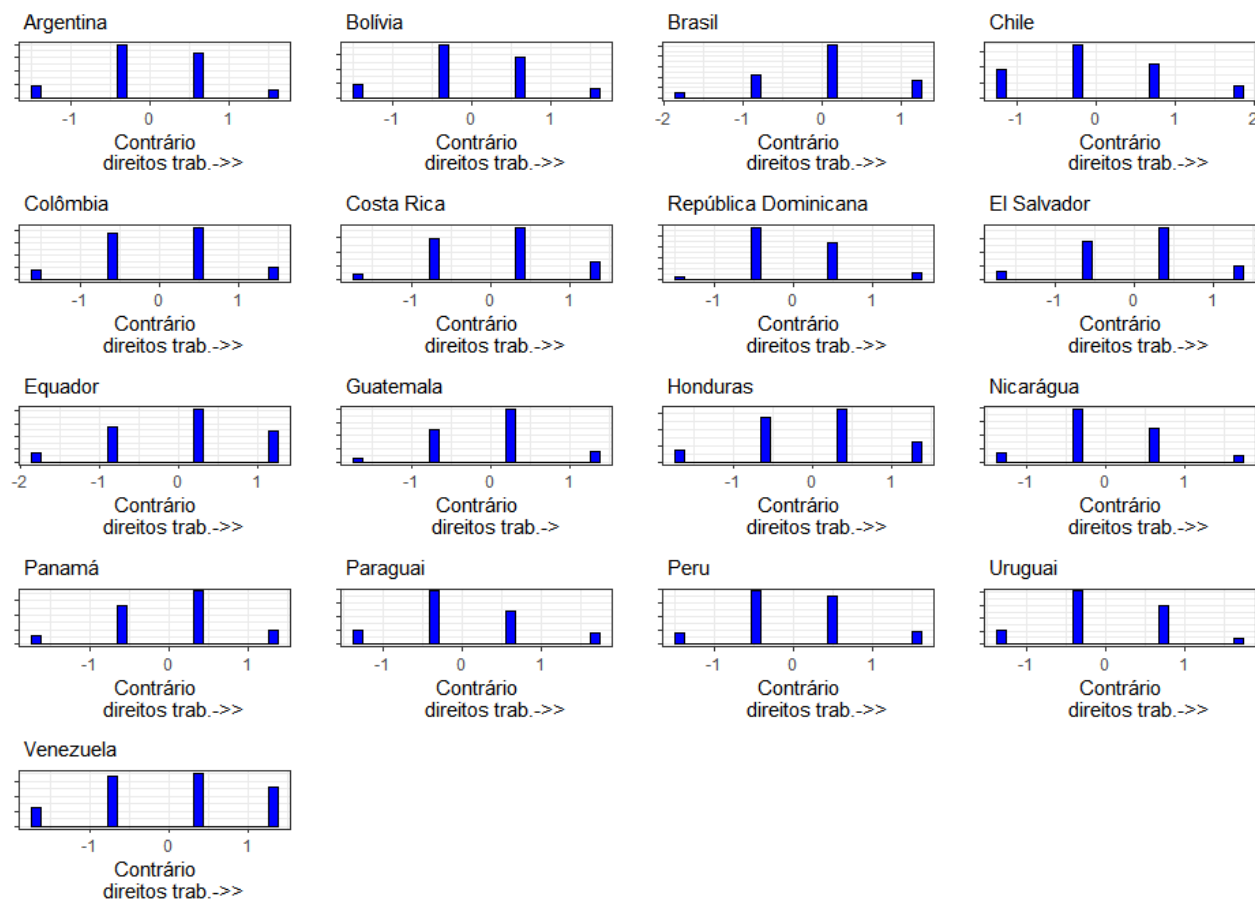 Argentina
Bolívia
Brasil
Chile
-1 0 1
-1 0 1
-2 -1 0 1
-1 0 1 2
Contrário
direitos trab.->>
Contrário
direitos trab.->>
Contrário
direitos trab.->>
Contrário
direitos trab.->>
Colômbia
Costa Rica
República Dominicana
El Salvador
-1 0 1
-1 0 1
-1 0 1
-1 0 1
Contrário
direitos trab.->>
Contrário
direitos trab.->>
Contrário
direitos trab.->>
Contrário
direitos trab.->>
Equador
Guatemala
Honduras
Nicarágua
-2 -1 0 1
-1 0 1
-1 0 1
-1 0 1
Contrário
direitos trab.->>
Contrário
direitos trab.->
Contrário
direitos trab.->>
Contrário
direitos trab.->>
Panamá
Paraguai
Peru
Uruguai
-1 0 1
-1 0 1
-1 0 1
-1 0 1
Contrário
direitos trab.->>
Contrário
direitos trab.->>
Contrário
direitos trab.->>
Contrário
direitos trab.->>
Venezuela
-1 0 1
Contrário
direitos trab.->>